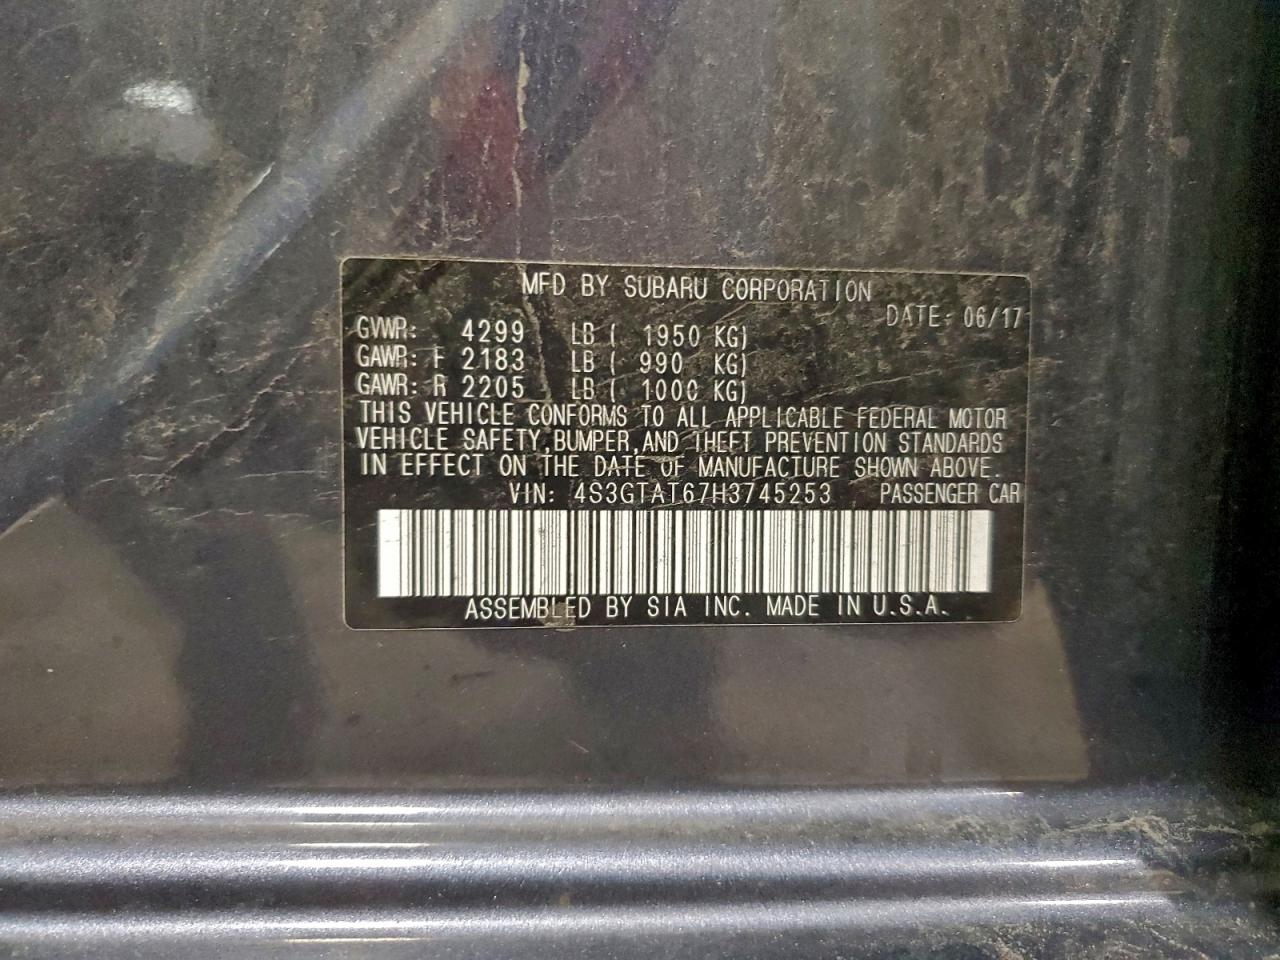 MFD BY SUBARU CORPORATION
DATE: 06/17
GVWR: 4299 LB ( 1950 KG)
GAWR: F 2183 LB ( 990 KG)
GAWR: R 2205 LB ( 1000 KG)
THIS VEHICLE CONFORMS TO ALL APPLICABLE FEDERAL MOTOR
VEHICLE SAFETY,BUMPER,AND THEFT PREVENTION STANDARDS
IN EFFECT ON THE DATE OF MANUFACTURE SHOWN ABOVE.
VIN: 4S3GTAT67H3745253 PASSENGER CAR
ASSEMBLED BY SIA INC. MADE IN U.S.A.